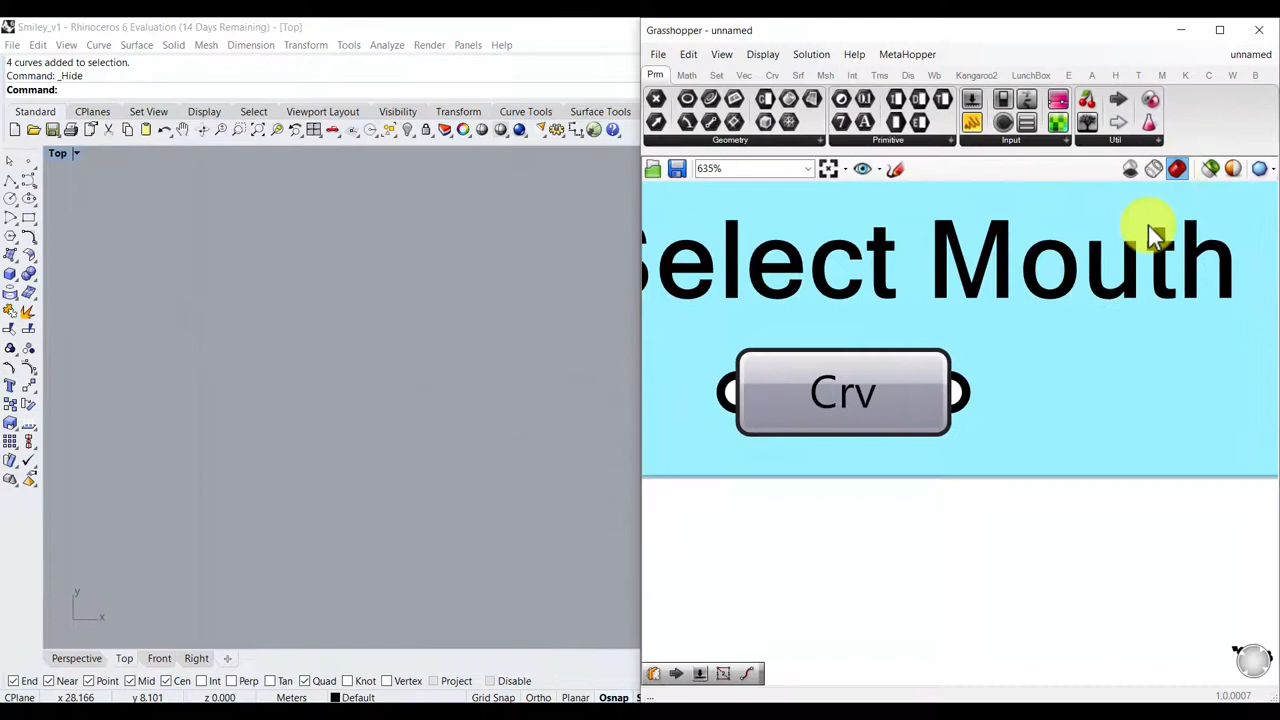 Smiley_v1 - Rhinoceros 6 Evaluation (14 Days Remaining) - [Top]
File Edit View Curve Surface Solid Mesh Dimension Transform Tools Analyze Render Panels Help
4 curves added to selection.
Command: _Hide
Command:
Standard CPlanes Set View Display Select Viewport Layout Visibility Transform Curve Tools Surface Tools
Top
y
x
Perspective Top Front Right
End Near Point Mid Cen Int Perp Tan Quad Knot Vertex Project Disable
CPlane x 28.166 y 8.101 z 0.000 Meters Default Grid Snap Ortho Planar Osnap
Grasshopper - unnamed
File Edit View Display Solution Help MetaHopper unnamed
Prm Math Set Vec Crv Srf Msh Int Trns Dis Wb Kangaroo2 LunchBox E A H T M K C W B
Geometry Primitive Input Util
635%
Select Mouth
Crv
...
1.0.0007